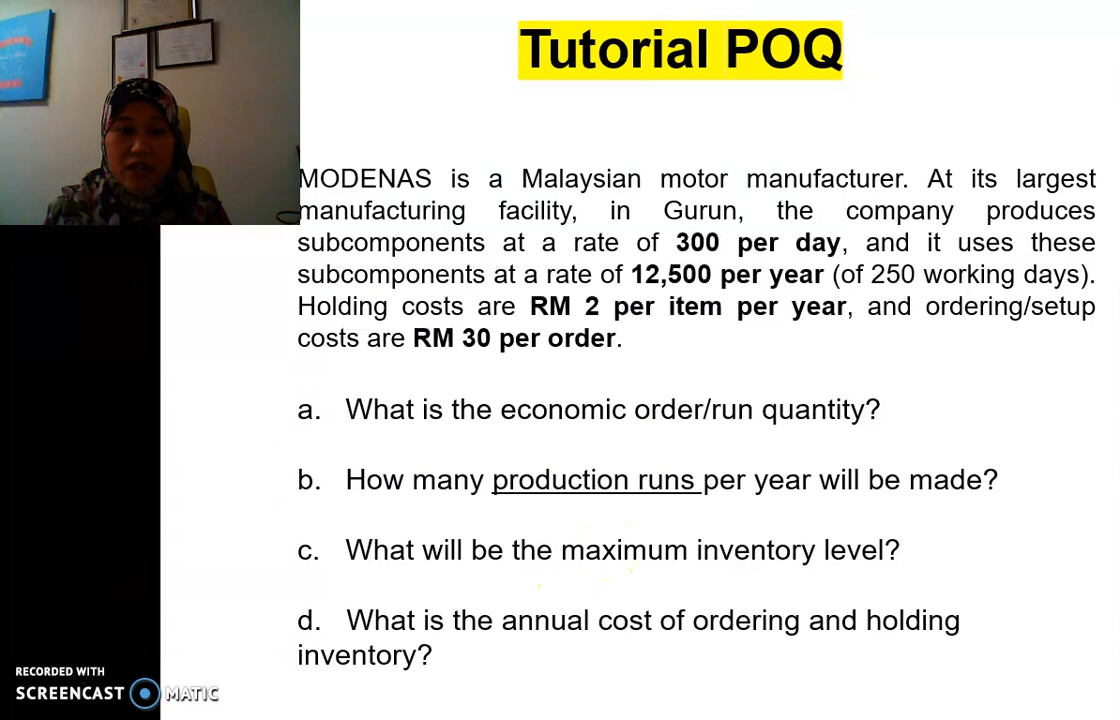 Tutorial POQ
MODENAS is a Malaysian motor manufacturer. At its largest
manufacturing facility, in Gurun, the company produces
subcomponents at a rate of 300 per day, and it uses these
subcomponents at a rate of 12,500 per year (of 250 working days).
Holding costs are RM 2 per item per year, and ordering/setup
costs are RM 30 per order.
a. What is the economic order/run quantity?
b. How many production runs per year will be made?
c. What will be the maximum inventory level?
d. What is the annual cost of ordering and holding
inventory?
RECORDED WITH
SCREENCAST MATIC